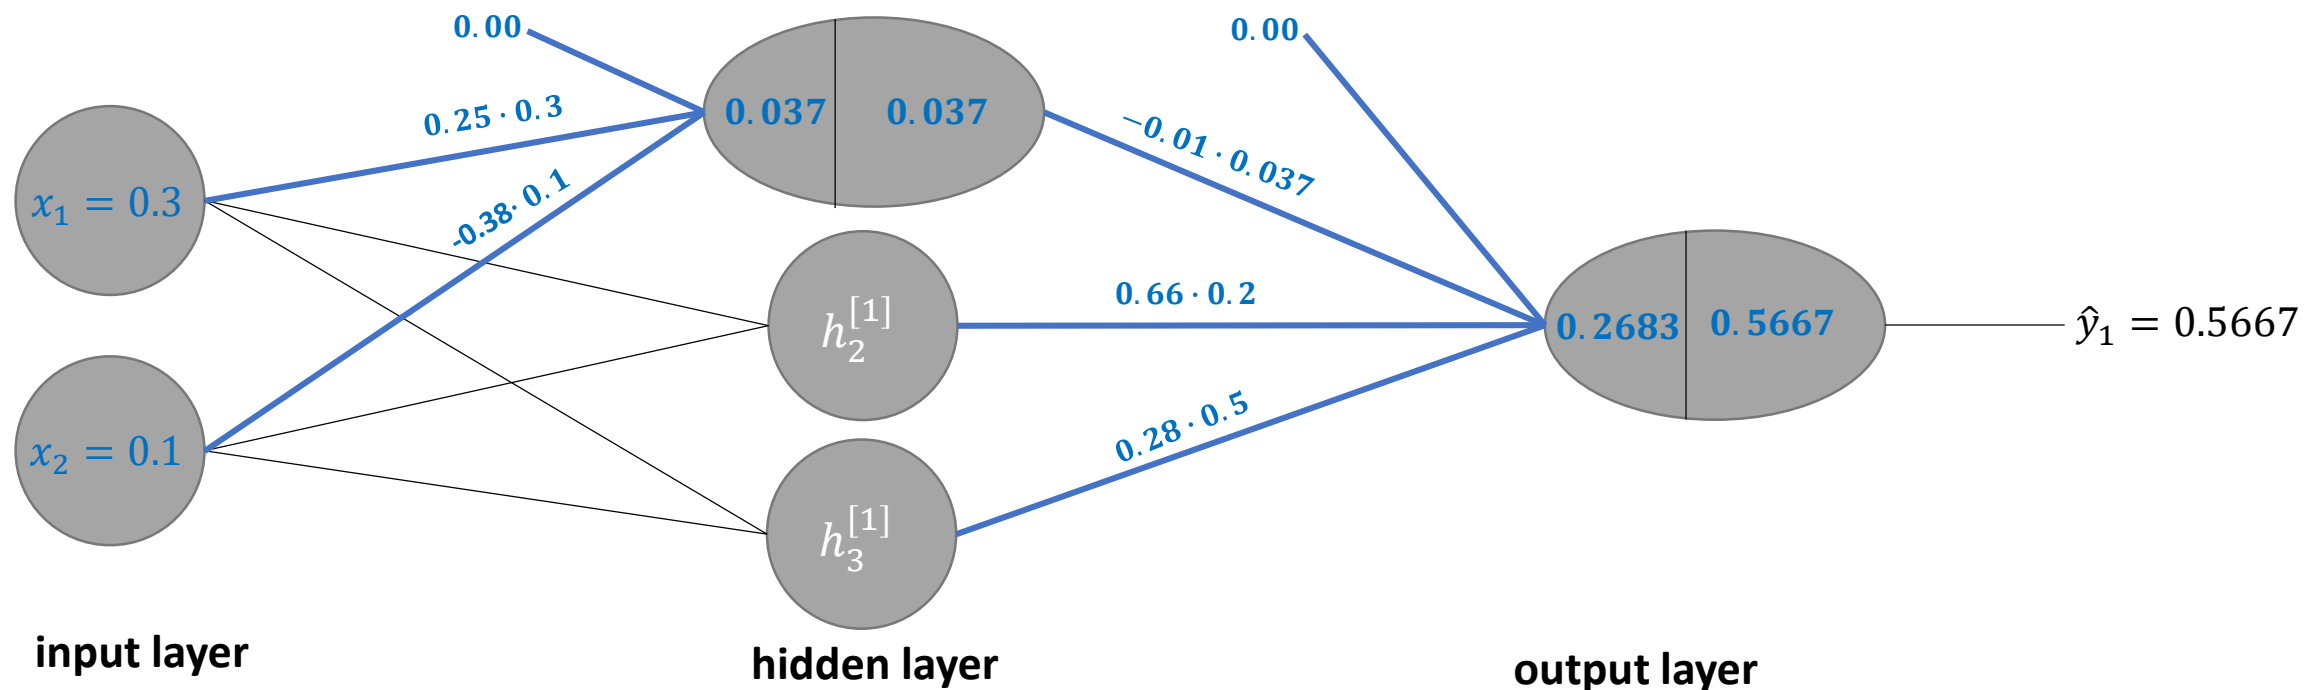 0.00
0.00
0.25 · 0.3
0.037
0.037
−0.01 · 0.037
x₁ = 0.3
-0.38· 0.1
0.66 · 0.2
h₂^[1]
0.2683
0.5667
ŷ₁ = 0.5667
x₂ = 0.1
0.28 · 0.5
h₃^[1]
input layer
hidden layer
output layer